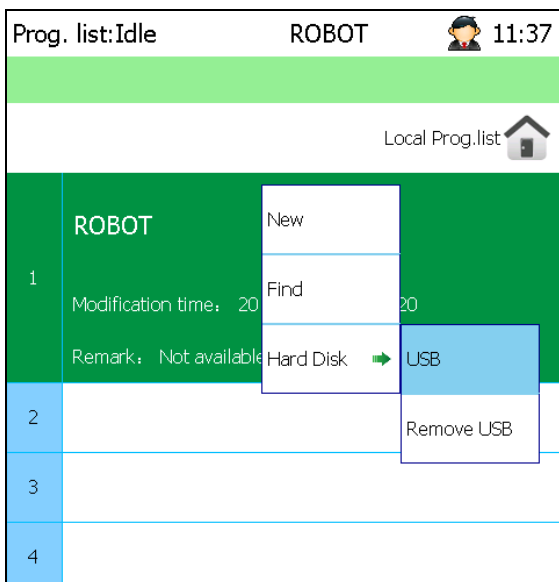 Prog. list:Idle ROBOT 11:37
Local Prog.list
1
ROBOT
Modification time： 20 20
Remark： Not available
New
Find
Hard Disk
USB
Remove USB
2
3
4